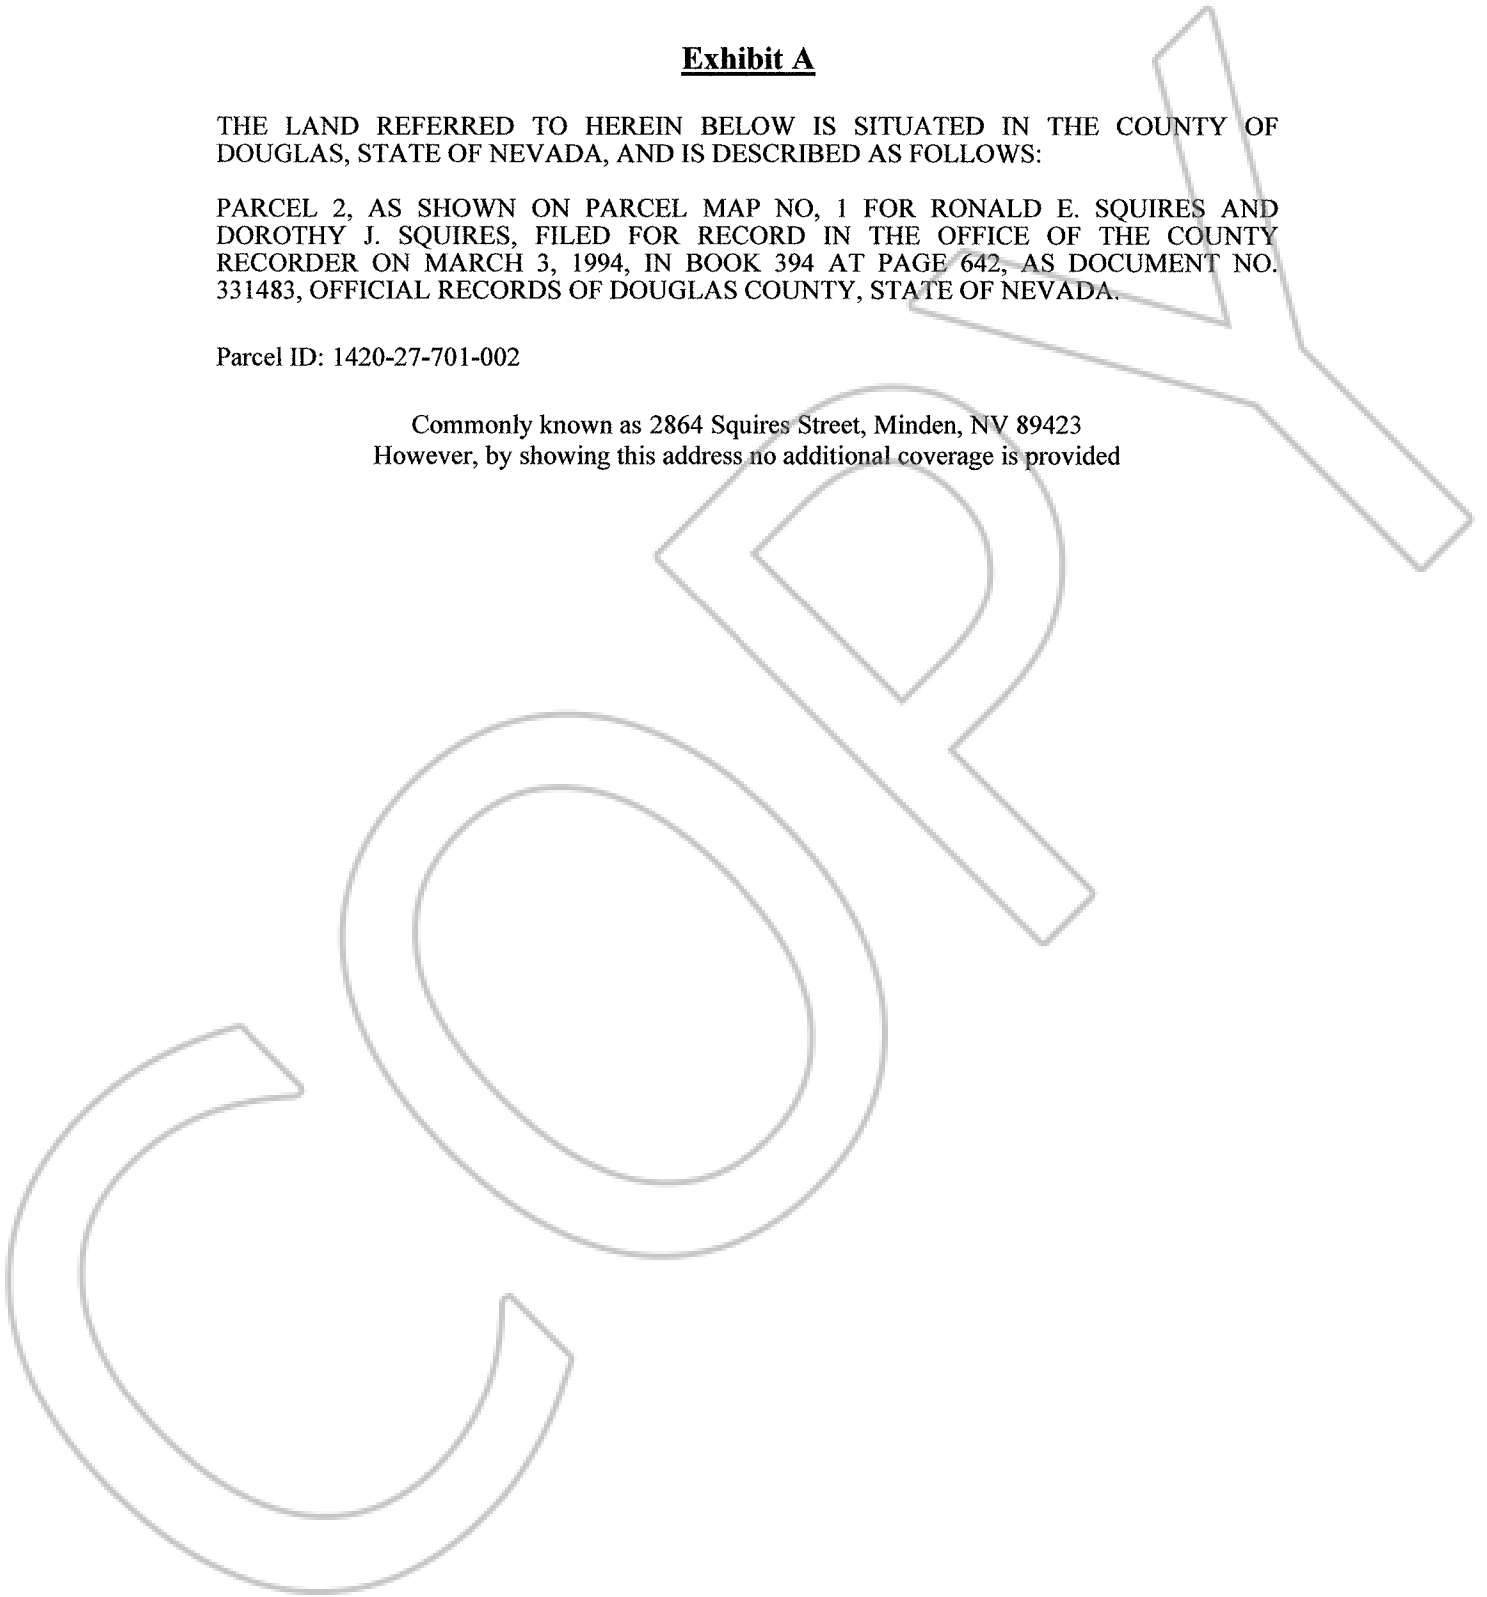 Exhibit A
THE LAND REFERRED TO HEREIN BELOW IS SITUATED IN THE COUNTY OF
DOUGLAS, STATE OF NEVADA, AND IS DESCRIBED AS FOLLOWS:
PARCEL 2, AS SHOWN ON PARCEL MAP NO, 1 FOR RONALD E. SQUIRES AND
DOROTHY J. SQUIRES, FILED FOR RECORD IN THE OFFICE OF THE COUNTY
RECORDER ON MARCH 3, 1994, IN BOOK 394 AT PAGE 642, AS DOCUMENT NO.
331483, OFFICIAL RECORDS OF DOUGLAS COUNTY, STATE OF NEVADA.
Parcel ID: 1420-27-701-002
Commonly known as 2864 Squires Street, Minden, NV 89423
However, by showing this address no additional coverage is provided
COPY